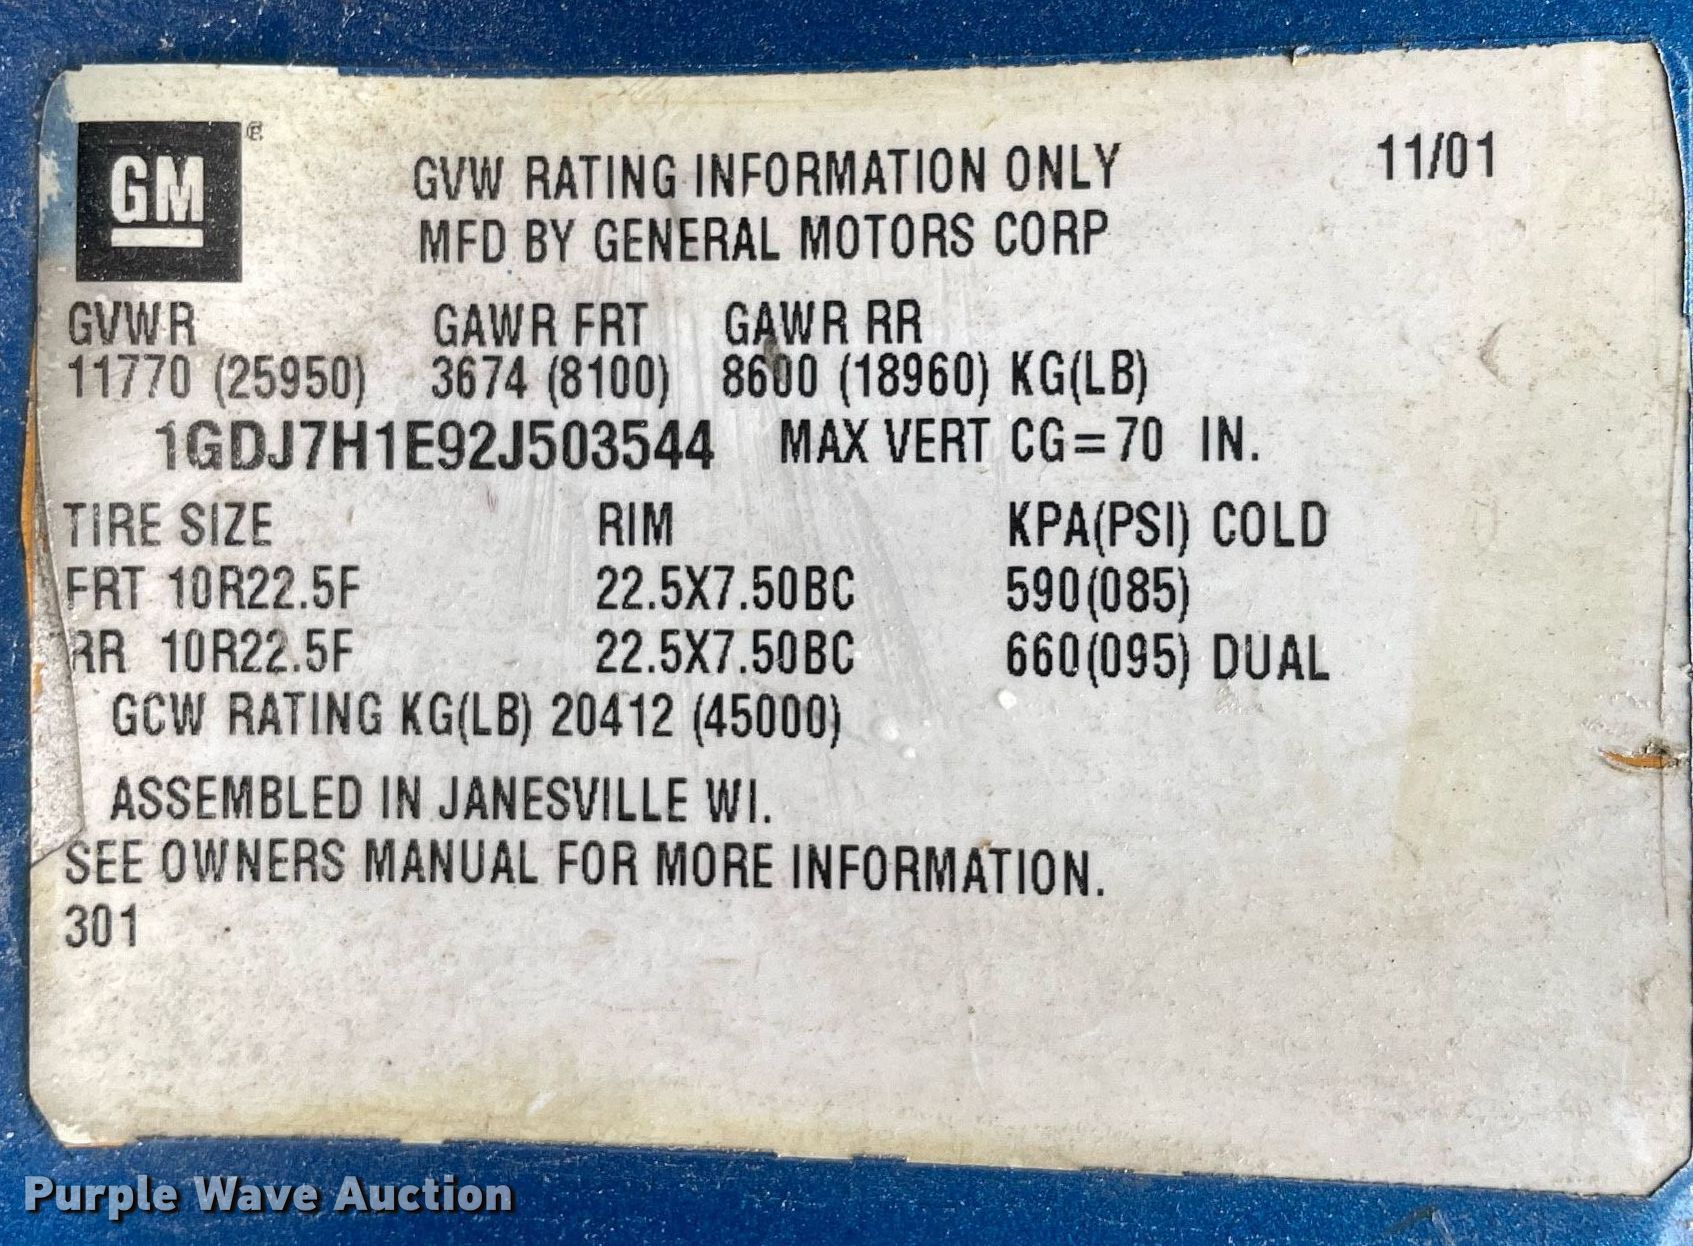 GM®
GVW RATING INFORMATION ONLY 11/01
MFD BY GENERAL MOTORS CORP
GVWR GAWR FRT GAWR RR
11770 (25950) 3674 (8100) 8600 (18960) KG(LB)
1GDJ7H1E92J503544 MAX VERT CG=70 IN.
TIRE SIZE RIM KPA(PSI) COLD
FRT 10R22.5F 22.5X7.50BC 590(085)
RR 10R22.5F 22.5X7.50BC 660(095) DUAL
GCW RATING KG(LB) 20412 (45000)
ASSEMBLED IN JANESVILLE WI.
SEE OWNERS MANUAL FOR MORE INFORMATION.
301
Purple Wave Auction